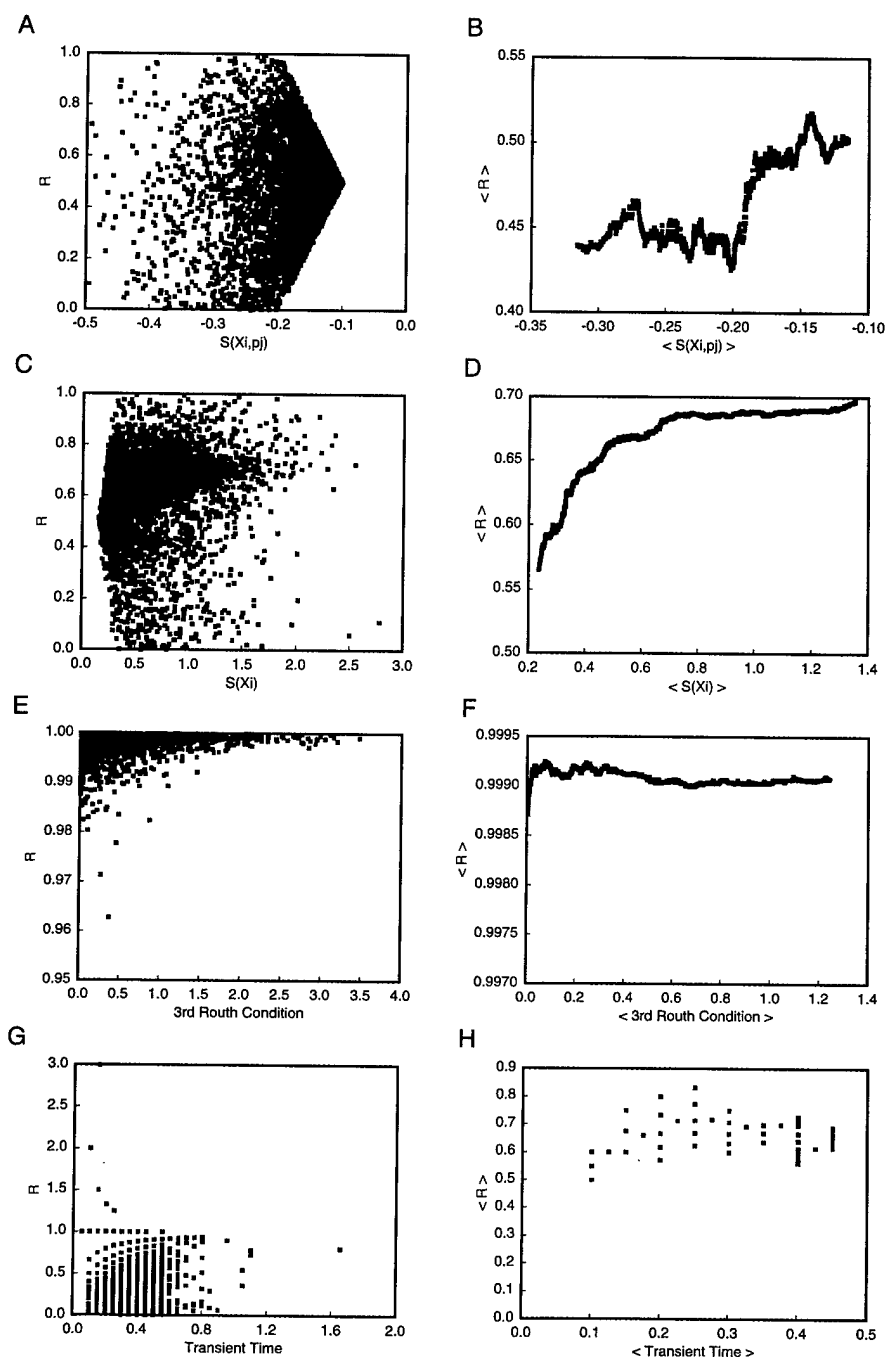 A
1.0
0.8
0.6
0.4
0.2
0.0
R
-0.5 -0.4 -0.3 -0.2 -0.1 0.0
S(Xi,pj)
B
0.55
0.50
0.45
0.40
< R >
-0.35 -0.30 -0.25 -0.20 -0.15 -0.10
< S(Xi,pj) >
C
1.0
0.8
0.6
0.4
0.2
0.0
R
0.0 0.5 1.0 1.5 2.0 2.5 3.0
S(Xi)
D
0.70
0.65
0.60
0.55
0.50
< R >
0.2 0.4 0.6 0.8 1.0 1.2 1.4
< S(Xi) >
E
1.00
0.99
0.98
0.97
0.96
0.95
R
0.0 0.5 1.0 1.5 2.0 2.5 3.0 3.5 4.0
3rd Routh Condition
F
0.9995
0.9990
0.9985
0.9980
0.9975
0.9970
< R >
0.0 0.2 0.4 0.6 0.8 1.0 1.2 1.4
< 3rd Routh Condition >
G
3.0
2.5
2.0
1.5
1.0
0.5
0.0
R
0.0 0.4 0.8 1.2 1.6 2.0
Transient Time
H
0.9
0.8
0.7
0.6
0.5
0.4
0.3
0.2
0.1
0.0
< R >
0.0 0.1 0.2 0.3 0.4 0.5
< Transient Time >